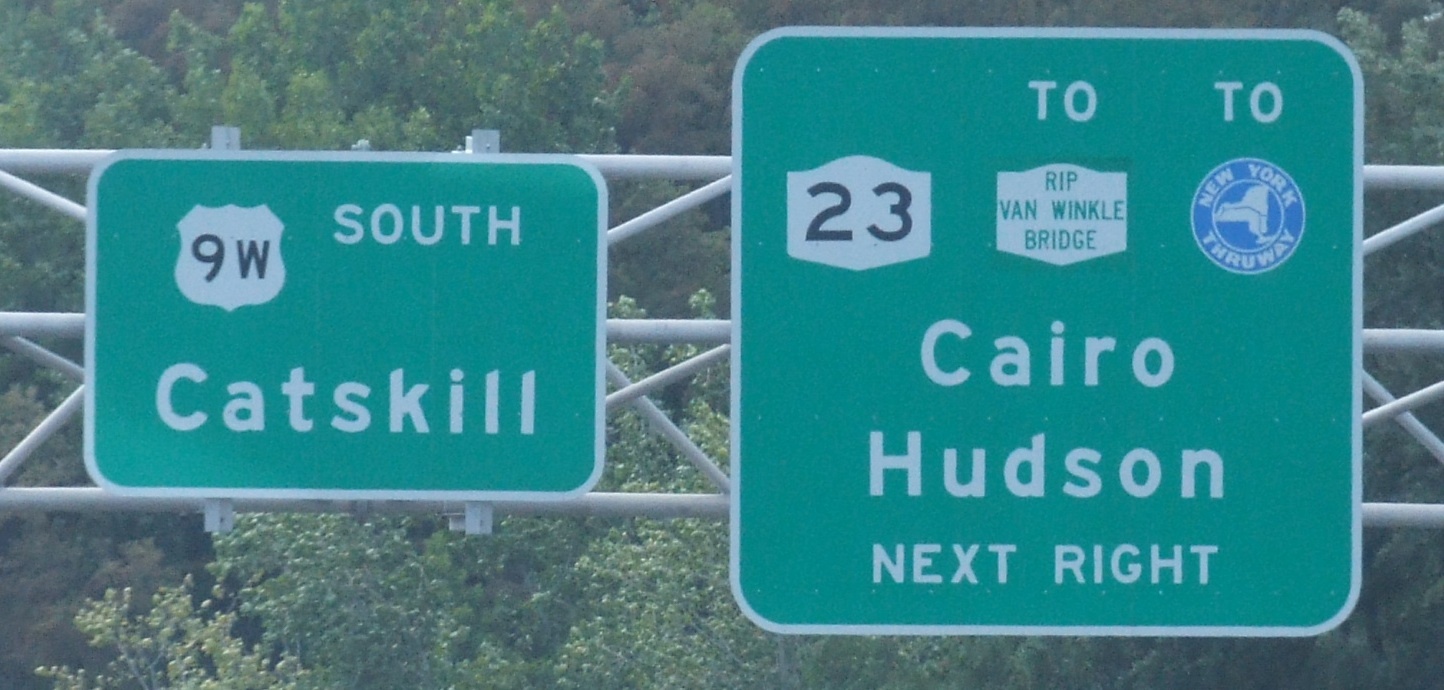 9W SOUTH
Catskill
TO TO
23
RIP
VAN WINKLE
BRIDGE
NEW YORK
THRUWAY
Cairo
Hudson
NEXT RIGHT